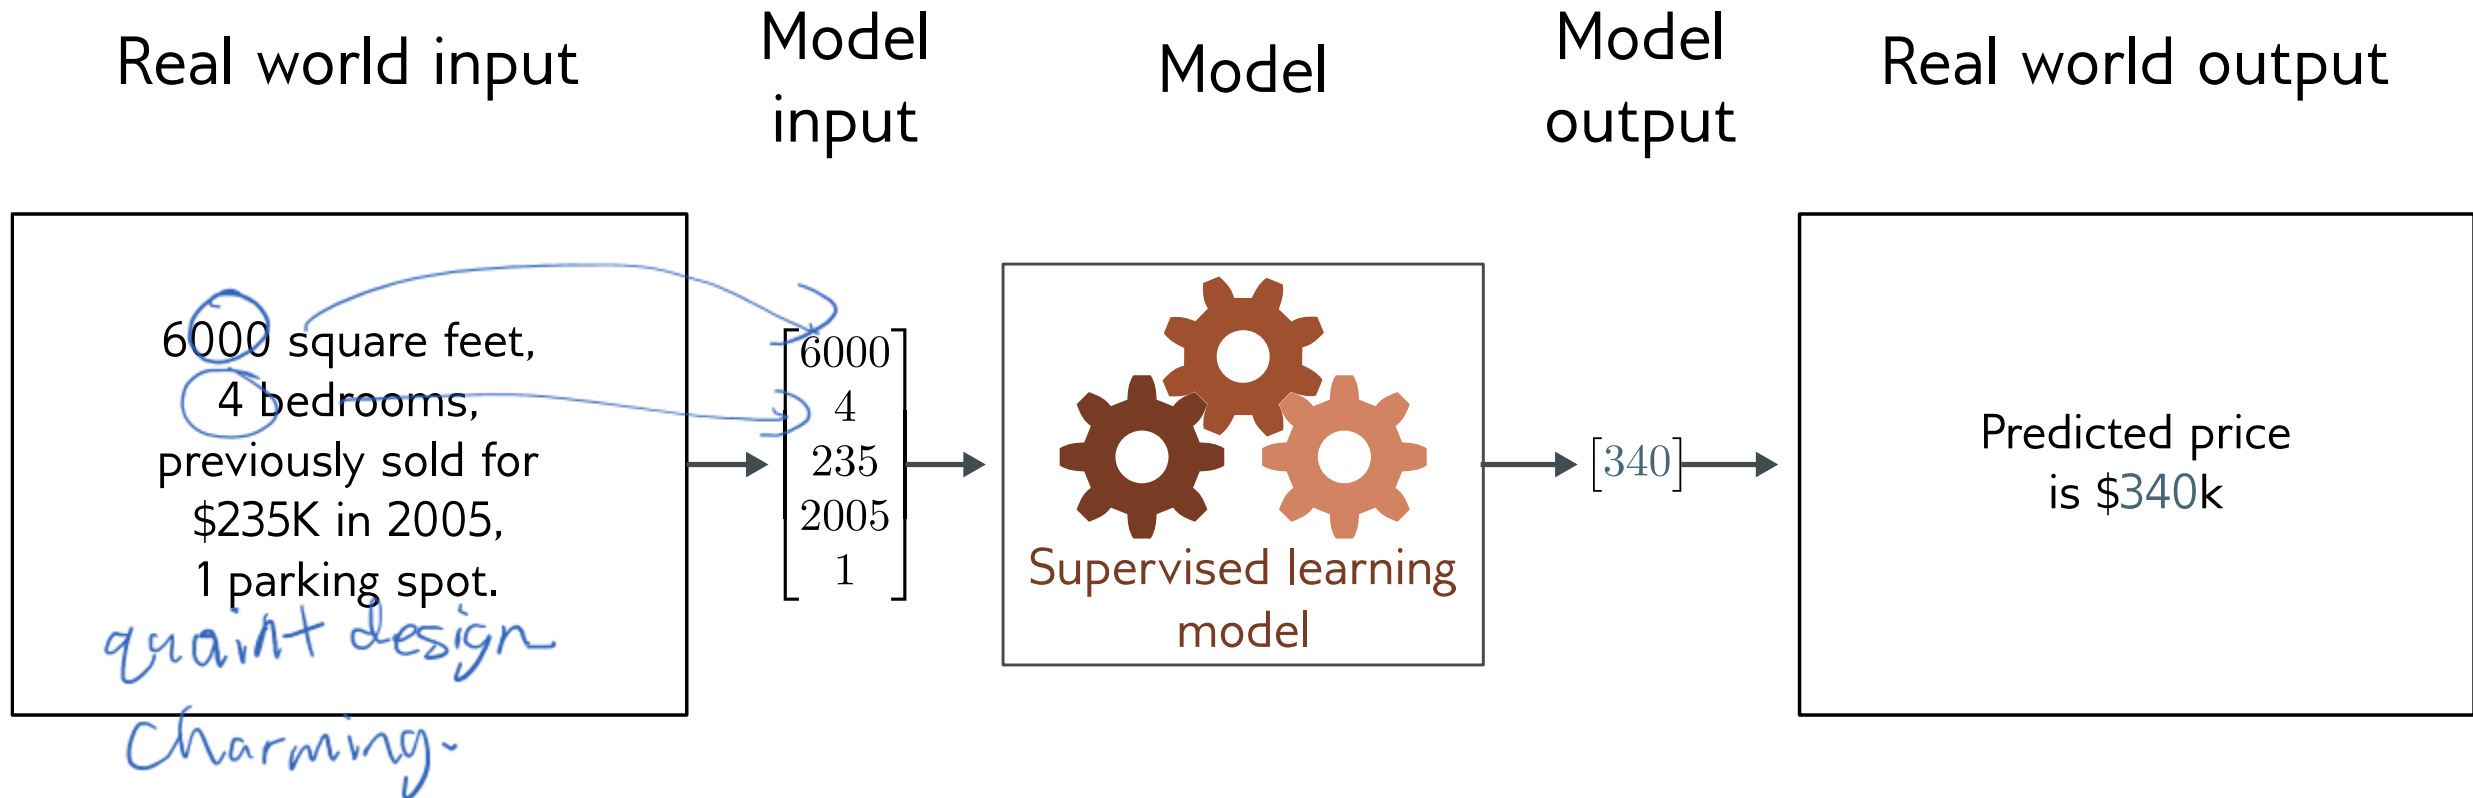 Real world input
Model
input
Model
Model
output
Real world output
6000 square feet,
4 bedrooms,
previously sold for
$235K in 2005,
1 parking spot.
quaint design
charming.
6000
4
235
2005
1
Supervised learning
model
[340]
Predicted price
is $340k